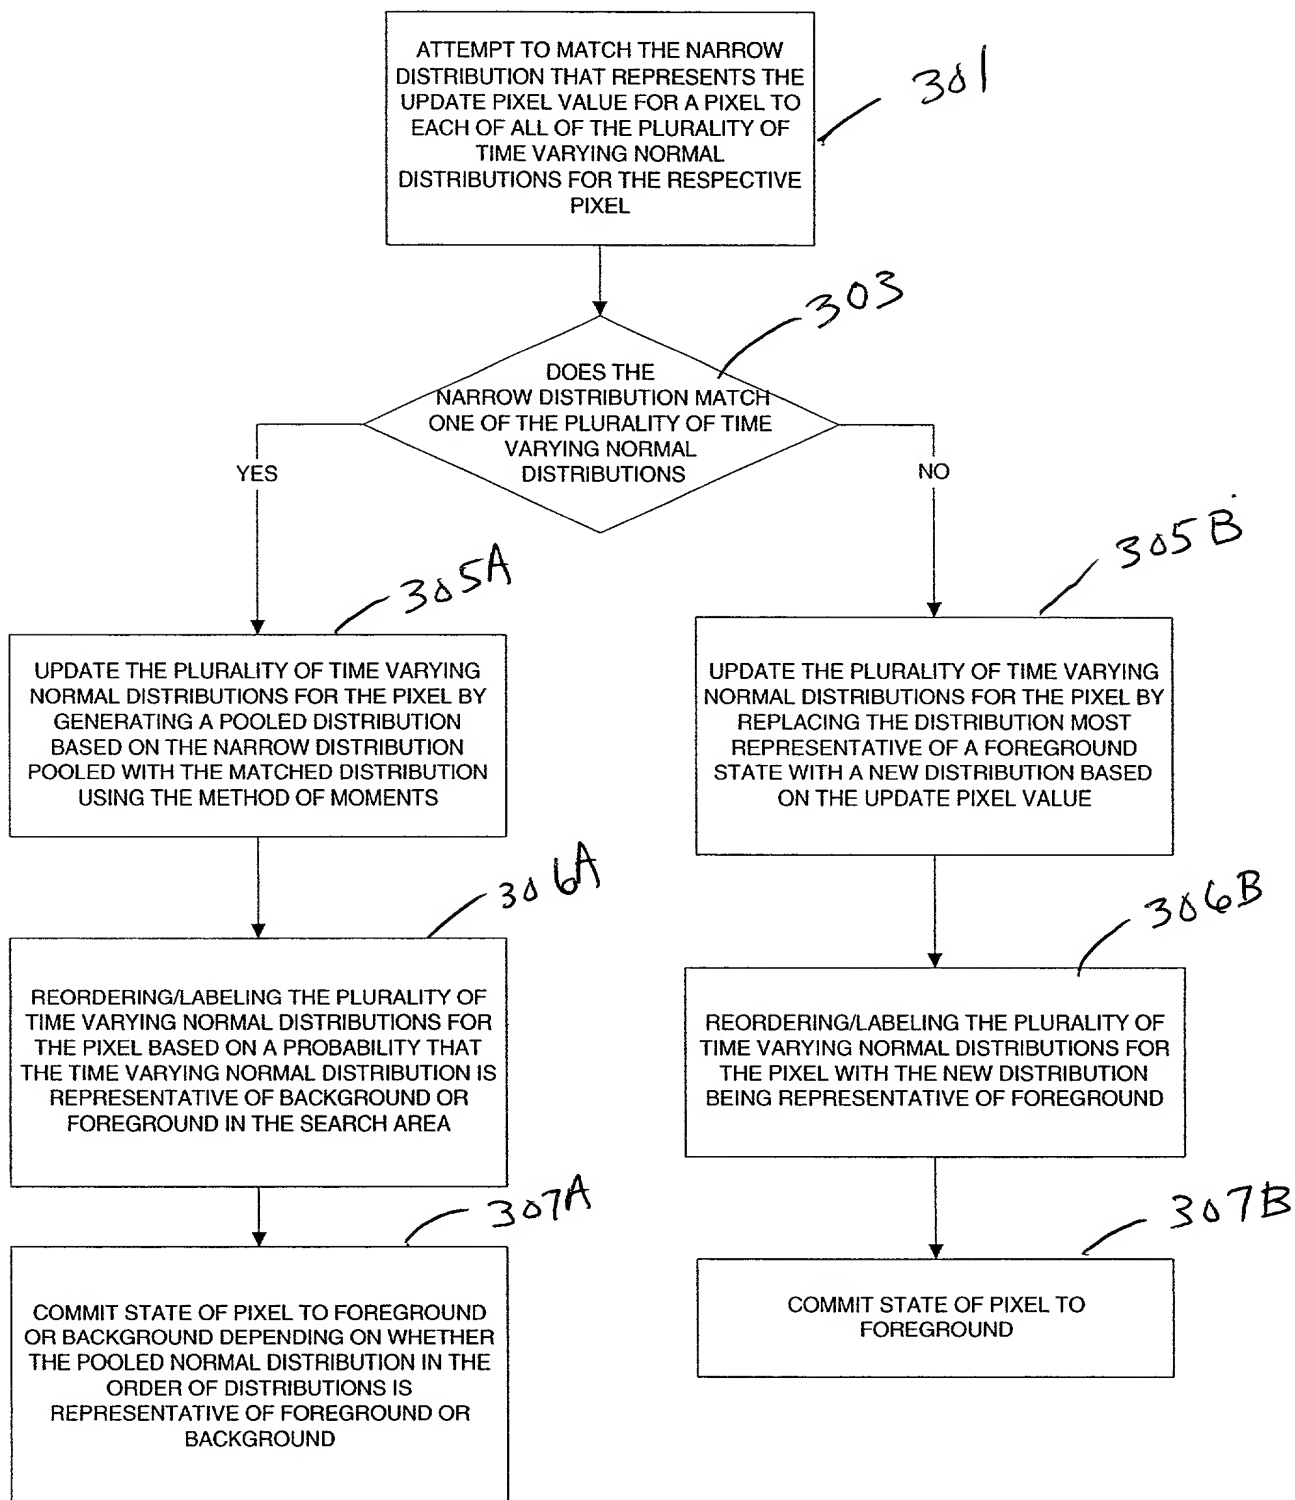 ATTEMPT TO MATCH THE NARROW
DISTRIBUTION THAT REPRESENTS THE
UPDATE PIXEL VALUE FOR A PIXEL TO
EACH OF ALL OF THE PLURALITY OF
TIME VARYING NORMAL
DISTRIBUTIONS FOR THE RESPECTIVE
PIXEL
301
303
DOES THE
NARROW DISTRIBUTION MATCH
ONE OF THE PLURALITY OF TIME
VARYING NORMAL
DISTRIBUTIONS
YES
NO
305A
305B
UPDATE THE PLURALITY OF TIME VARYING
NORMAL DISTRIBUTIONS FOR THE PIXEL BY
GENERATING A POOLED DISTRIBUTION
BASED ON THE NARROW DISTRIBUTION
POOLED WITH THE MATCHED DISTRIBUTION
USING THE METHOD OF MOMENTS
UPDATE THE PLURALITY OF TIME VARYING
NORMAL DISTRIBUTIONS FOR THE PIXEL BY
REPLACING THE DISTRIBUTION MOST
REPRESENTATIVE OF A FOREGROUND
STATE WITH A NEW DISTRIBUTION BASED
ON THE UPDATE PIXEL VALUE
306A
306B
REORDERING/LABELING THE PLURALITY OF
TIME VARYING NORMAL DISTRIBUTIONS FOR
THE PIXEL BASED ON A PROBABILITY THAT
THE TIME VARYING NORMAL DISTRIBUTION IS
REPRESENTATIVE OF BACKGROUND OR
FOREGROUND IN THE SEARCH AREA
REORDERING/LABELING THE PLURALITY OF
TIME VARYING NORMAL DISTRIBUTIONS FOR
THE PIXEL WITH THE NEW DISTRIBUTION
BEING REPRESENTATIVE OF FOREGROUND
307A
307B
COMMIT STATE OF PIXEL TO FOREGROUND
OR BACKGROUND DEPENDING ON WHETHER
THE POOLED NORMAL DISTRIBUTION IN THE
ORDER OF DISTRIBUTIONS IS
REPRESENTATIVE OF FOREGROUND OR
BACKGROUND
COMMIT STATE OF PIXEL TO
FOREGROUND